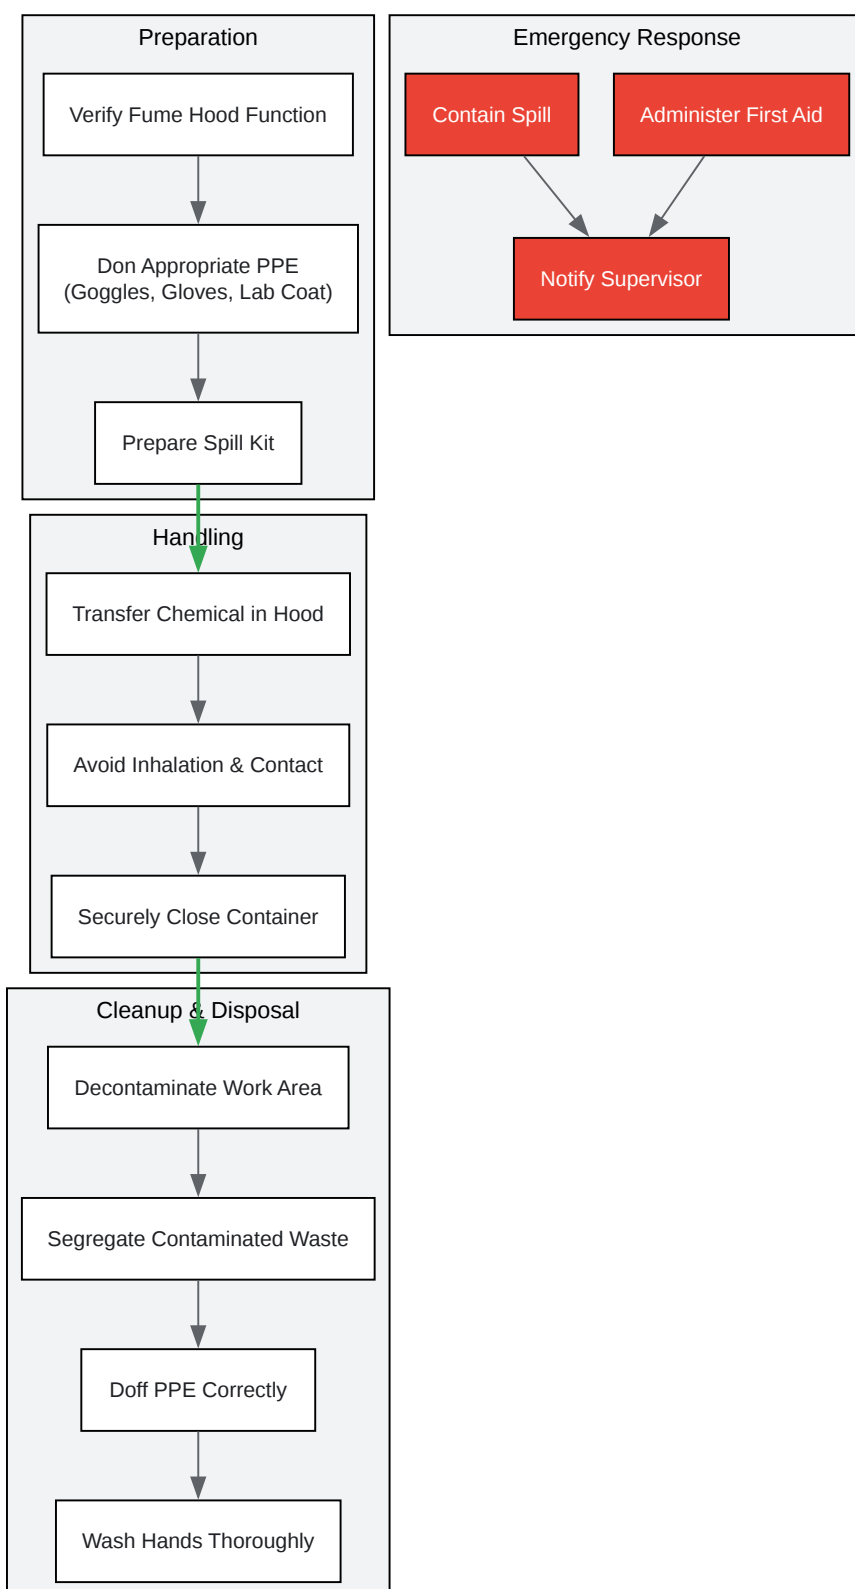 Preparation
Verify Fume Hood Function
Don Appropriate PPE
(Goggles, Gloves, Lab Coat)
Prepare Spill Kit
Emergency Response
Contain Spill
Administer First Aid
Notify Supervisor
Handling
Transfer Chemical in Hood
Avoid Inhalation & Contact
Securely Close Container
Cleanup & Disposal
Decontaminate Work Area
Segregate Contaminated Waste
Doff PPE Correctly
Wash Hands Thoroughly